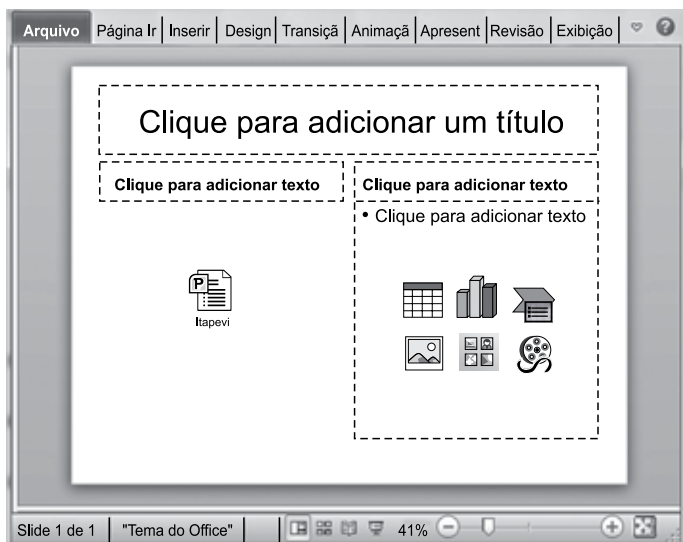 Arquivo Página Ir Inserir Design Transiçã Animaçã Apresent Revisão Exibição
Clique para adicionar um título
Clique para adicionar texto
Clique para adicionar texto
• Clique para adicionar texto
P
Itapevi
Slide 1 de 1 "Tema do Office" 41%